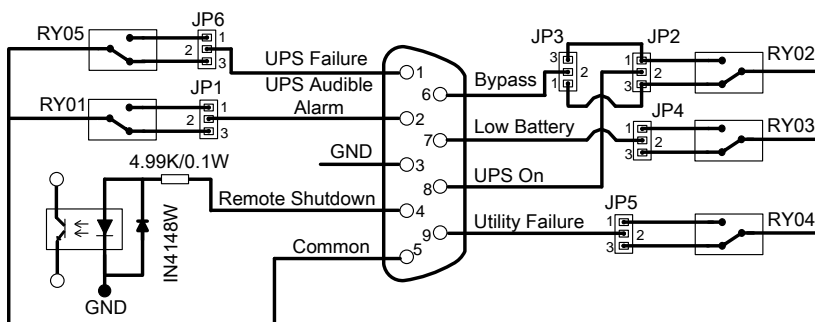 JP6
RY05
1
2
3
UPS Failure
JP1
RY01
1
2
3
UPS Audible
Alarm
GND
4.99K/0.1W
Remote Shutdown
IN4148W
GND
Common
1
2
3
4
5
6
7
8
9
Bypass
Low Battery
UPS On
Utility Failure
JP3
3
2
1
JP2
1
2
3
RY02
JP4
1
2
3
RY03
JP5
1
2
3
RY04